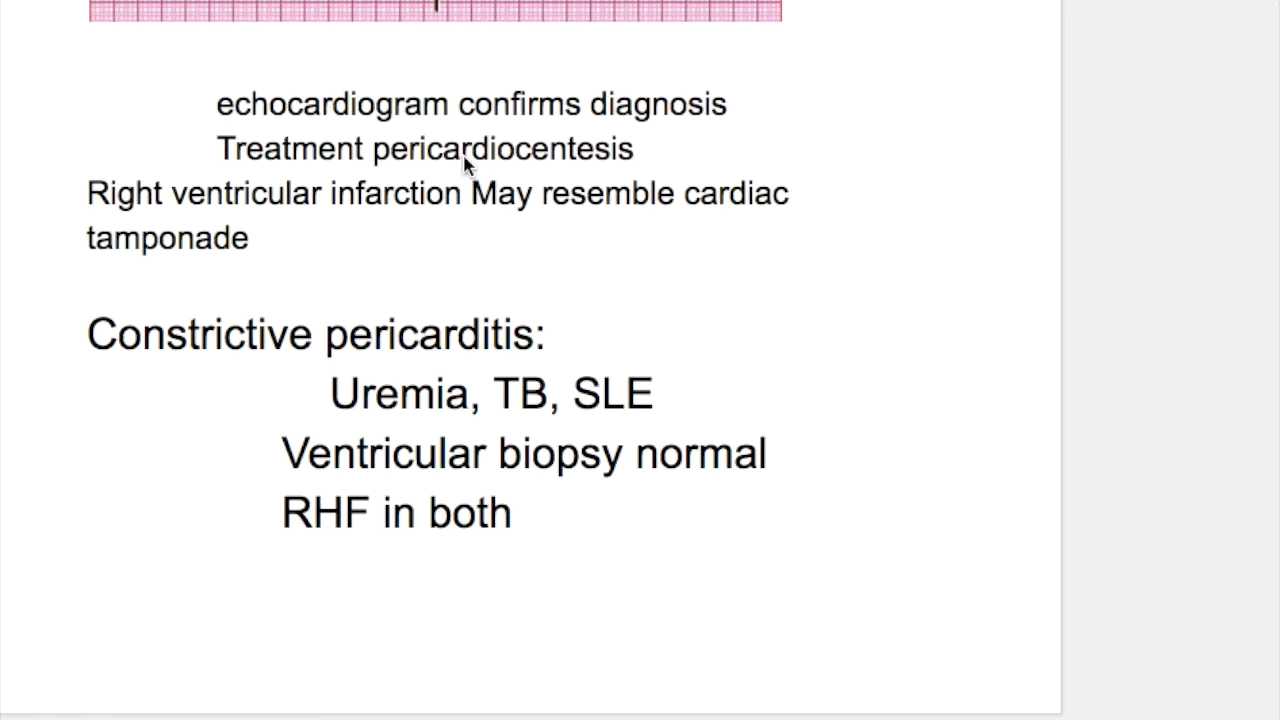 echocardiogram confirms diagnosis
Treatment pericardiocentesis
Right ventricular infarction May resemble cardiac
tamponade
Constrictive pericarditis:
Uremia, TB, SLE
Ventricular biopsy normal
RHF in both